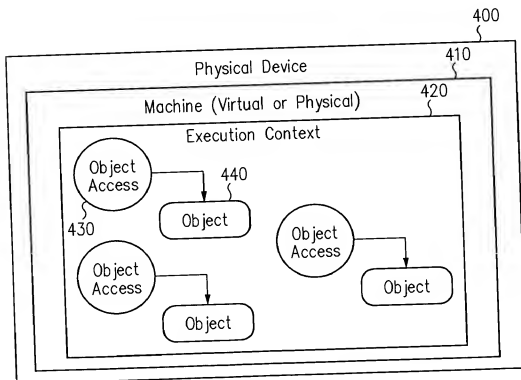 400
Physical Device
410
Machine (Virtual or Physical)
420
Execution Context
Object
Access
430
440
Object
Object
Access
Object
Object
Access
Object